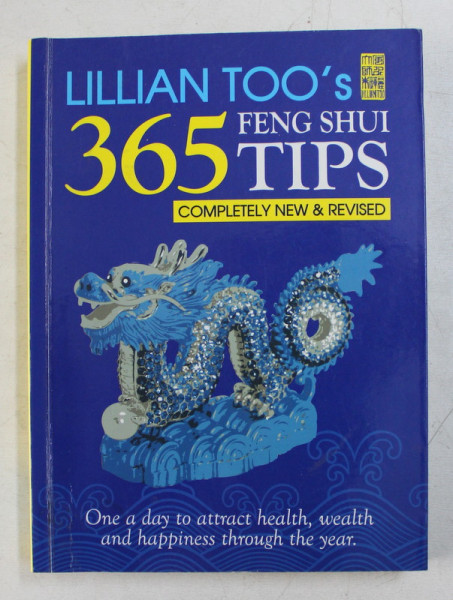 LILLIAN TOO's
365 FENG SHUI
TIPS
COMPLETELY NEW & REVISED
One a day to attract health, wealth
and happiness through the year.